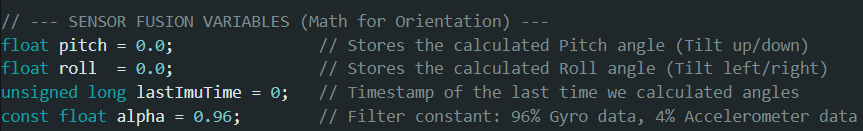 // --- SENSOR FUSION VARIABLES (Math for Orientation) ---
float pitch = 0.0;              // Stores the calculated Pitch angle (Tilt up/down)
float roll  = 0.0;              // Stores the calculated Roll angle (Tilt left/right)
unsigned long lastImuTime = 0;  // Timestamp of the last time we calculated angles
const float alpha = 0.96;       // Filter constant: 96% Gyro data, 4% Accelerometer data